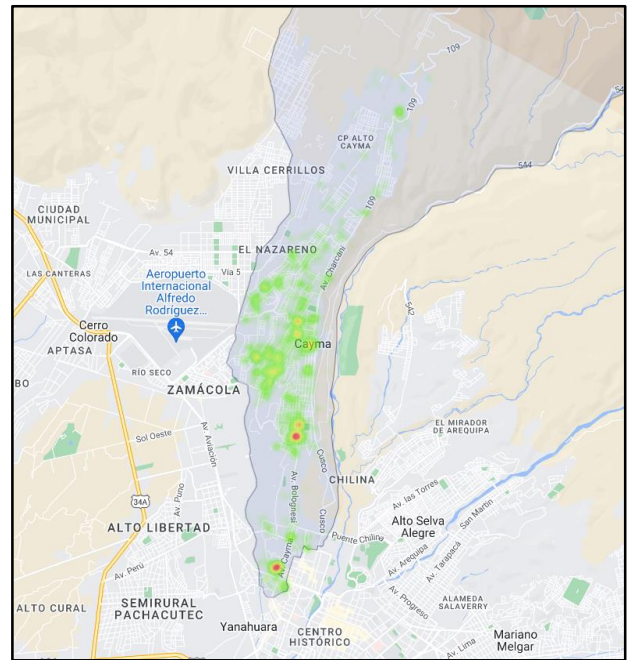 109
109
CP ALTO
CAYMA
VILLA CERRILLOS
544
CIUDAD
MUNICIPAL
109
Av. 54
EL NAZARENO
Vía 5
LAS CANTERAS
Av. Charcani
Aeropuerto
Internacional
Alfredo
Rodríguez...
Cerro
Colorado
APTASA
Cayma
BO
RÍO SECO
ZAMÁCOLA
Sol Oeste
Av. Aviación
EL MIRADOR
DE AREQUIPA
34A
Av. Puno
Av. Bolognesi
Cusco
CHILINA
Av. las Torres
San Martin
Cusco
ALTO LIBERTAD
Alto Selva
Alegre
Puente Chilina
Av. Cayma
Av. Arequipa
Av. Tarapacá
Av. Perú
SEMIRURAL
PACHACUTEC
ALTO CURAL
Av. Progreso
ALAMEDA
SALAVERRY
Yanahuara
CENTRO
HISTÓRICO
Av. Lima
Mariano
Melgar